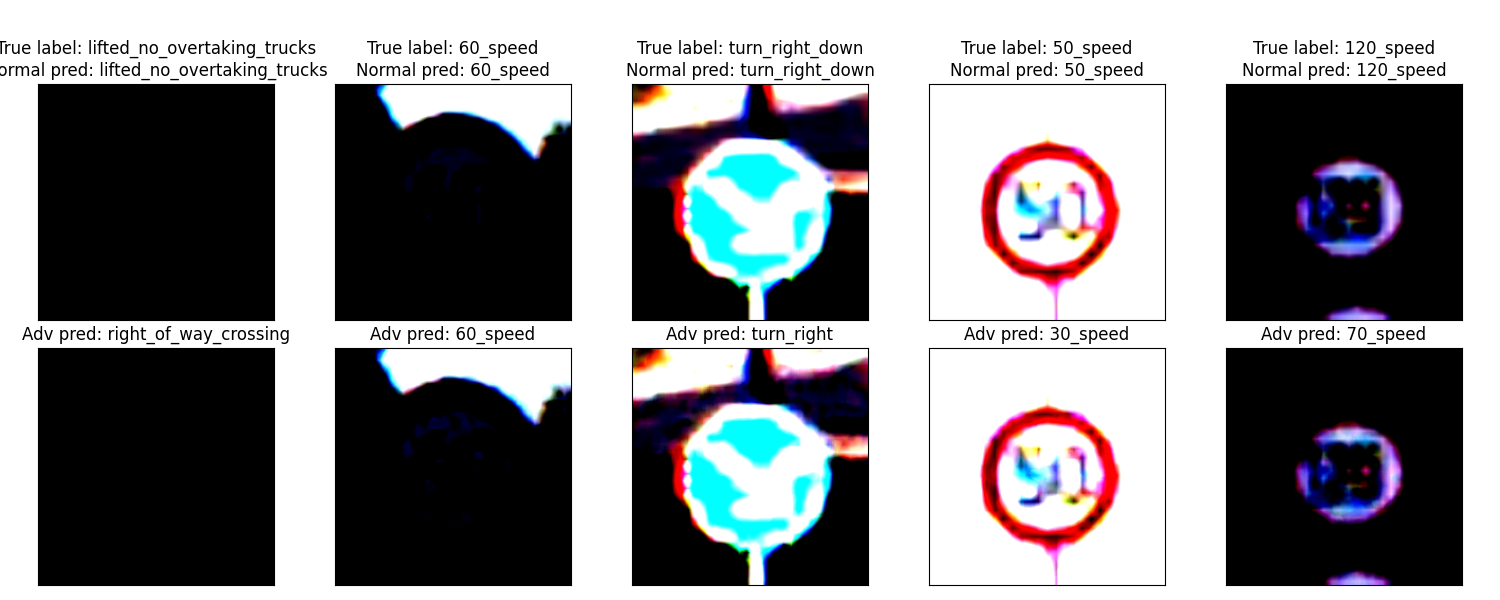 True label: lifted_no_overtaking_trucks
ormal pred: lifted_no_overtaking_trucks
True label: 60_speed
Normal pred: 60_speed
True label: turn_right_down
Normal pred: turn_right_down
True label: 50_speed
Normal pred: 50_speed
True label: 120_speed
Normal pred: 120_speed
50
Adv pred: right_of_way_crossing
Adv pred: 60_speed
Adv pred: turn_right
Adv pred: 30_speed
Adv pred: 70_speed
50